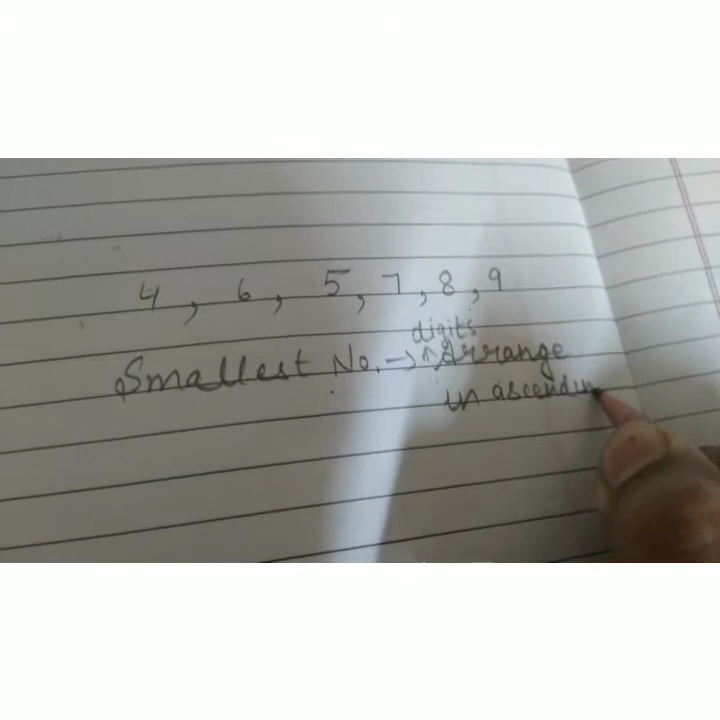 4, 6, 5, 7, 8, 9
digits
Smallest No. → ^Arrange
in ascendin